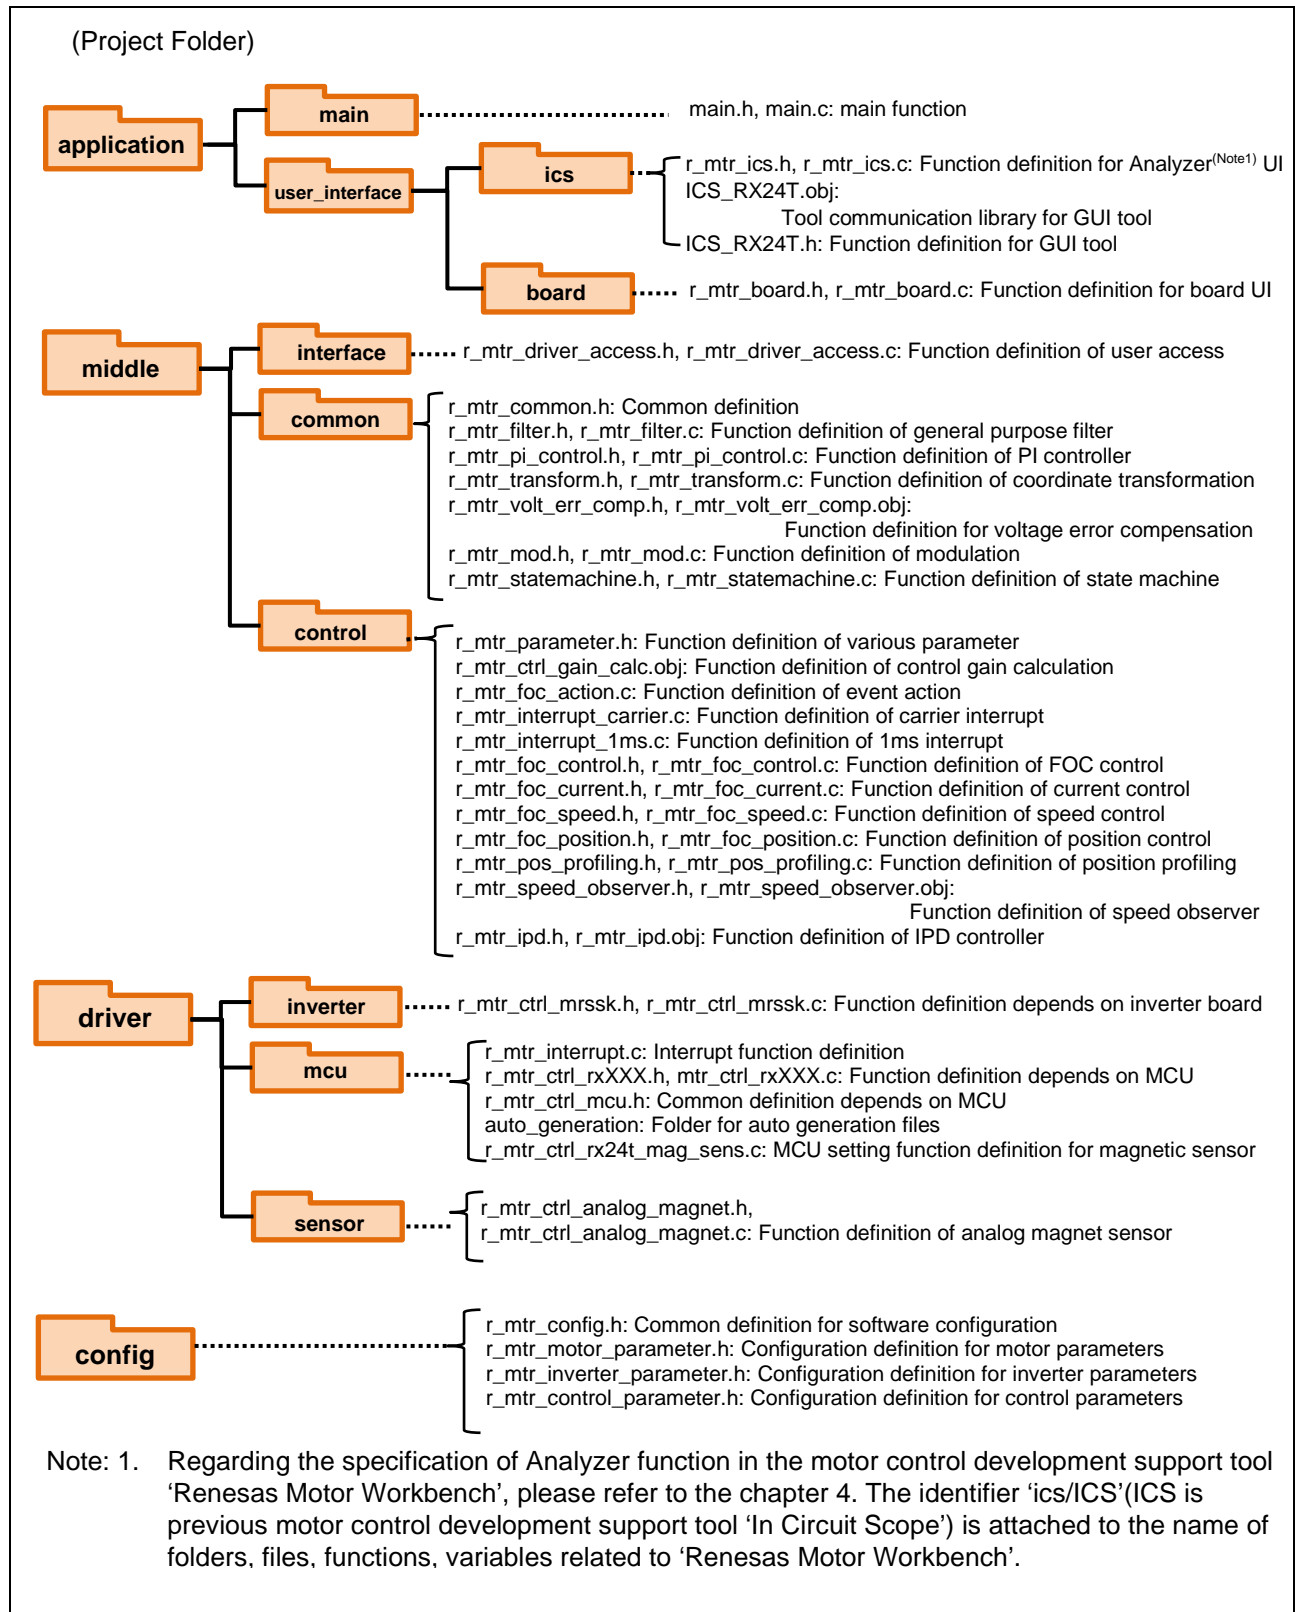 (Project Folder)
application
main
main.h, main.c: main function
user_interface
ics
r_mtr_ics.h, r_mtr_ics.c: Function definition for Analyzer(Note1) UI
ICS_RX24T.obj:
Tool communication library for GUI tool
ICS_RX24T.h: Function definition for GUI tool
board
r_mtr_board.h, r_mtr_board.c: Function definition for board UI
middle
interface
r_mtr_driver_access.h, r_mtr_driver_access.c: Function definition of user access
common
r_mtr_common.h: Common definition
r_mtr_filter.h, r_mtr_filter.c: Function definition of general purpose filter
r_mtr_pi_control.h, r_mtr_pi_control.c: Function definition of PI controller
r_mtr_transform.h, r_mtr_transform.c: Function definition of coordinate transformation
r_mtr_volt_err_comp.h, r_mtr_volt_err_comp.obj:
Function definition for voltage error compensation
r_mtr_mod.h, r_mtr_mod.c: Function definition of modulation
r_mtr_statemachine.h, r_mtr_statemachine.c: Function definition of state machine
control
r_mtr_parameter.h: Function definition of various parameter
r_mtr_ctrl_gain_calc.obj: Function definition of control gain calculation
r_mtr_foc_action.c: Function definition of event action
r_mtr_interrupt_carrier.c: Function definition of carrier interrupt
r_mtr_interrupt_1ms.c: Function definition of 1ms interrupt
r_mtr_foc_control.h, r_mtr_foc_control.c: Function definition of FOC control
r_mtr_foc_current.h, r_mtr_foc_current.c: Function definition of current control
r_mtr_foc_speed.h, r_mtr_foc_speed.c: Function definition of speed control
r_mtr_foc_position.h, r_mtr_foc_position.c: Function definition of position control
r_mtr_pos_profiling.h, r_mtr_pos_profiling.c: Function definition of position profiling
r_mtr_speed_observer.h, r_mtr_speed_observer.obj:
Function definition of speed observer
r_mtr_ipd.h, r_mtr_ipd.obj: Function definition of IPD controller
driver
inverter
r_mtr_ctrl_mrssk.h, r_mtr_ctrl_mrssk.c: Function definition depends on inverter board
mcu
r_mtr_interrupt.c: Interrupt function definition
r_mtr_ctrl_rxXXX.h, mtr_ctrl_rxXXX.c: Function definition depends on MCU
r_mtr_ctrl_mcu.h: Common definition depends on MCU
auto_generation: Folder for auto generation files
r_mtr_ctrl_rx24t_mag_sens.c: MCU setting function definition for magnetic sensor
sensor
r_mtr_ctrl_analog_magnet.h,
r_mtr_ctrl_analog_magnet.c: Function definition of analog magnet sensor
config
r_mtr_config.h: Common definition for software configuration
r_mtr_motor_parameter.h: Configuration definition for motor parameters
r_mtr_inverter_parameter.h: Configuration definition for inverter parameters
r_mtr_control_parameter.h: Configuration definition for control parameters
Note: 1. Regarding the specification of Analyzer function in the motor control development support tool
‘Renesas Motor Workbench’, please refer to the chapter 4. The identifier ‘ics/ICS’(ICS is
previous motor control development support tool ‘In Circuit Scope’) is attached to the name of
folders, files, functions, variables related to ‘Renesas Motor Workbench’.